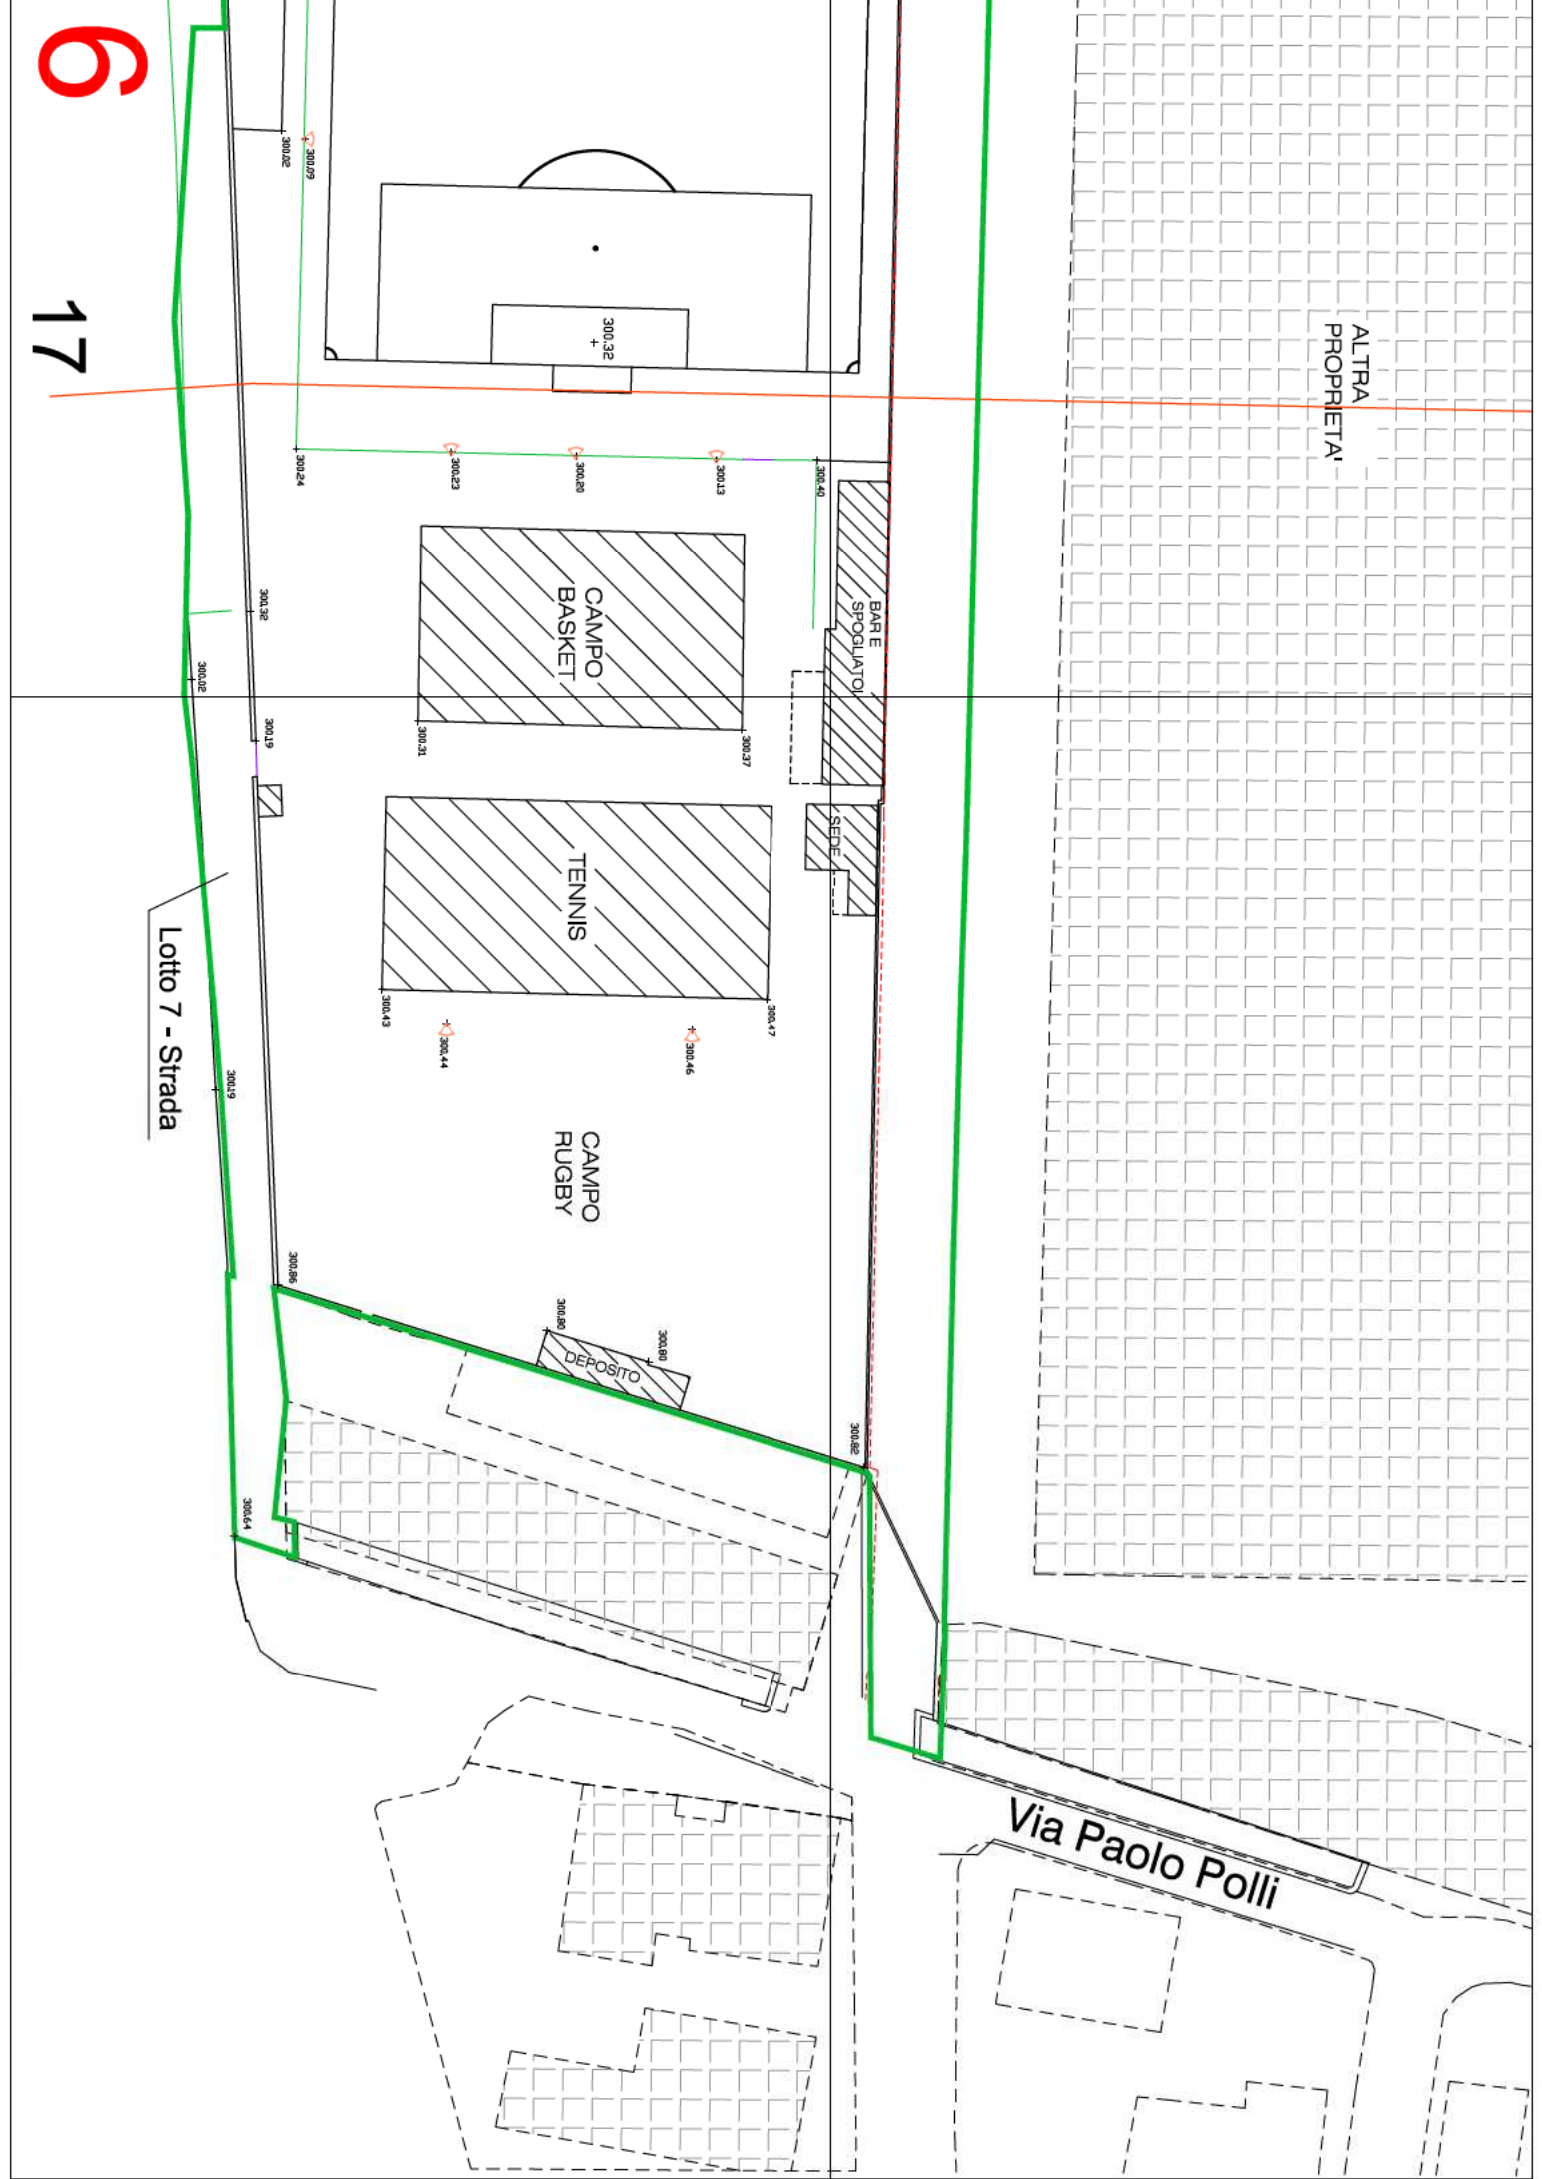 6
17
300.02
300.09
300.32
ALTRA
PROPRIETA'
300.24
300.23
300.20
300.13
300.40
BAR E
SPOGLIATOI
CAMPO
BASKET
300.32
300.02
300.19
300.31
300.37
SEDE
TENNIS
300.43
300.47
300.44
300.46
Lotto 7 - Strada
300.19
CAMPO
RUGBY
300.86
300.80
300.80
DEPOSITO
300.82
300.64
Via Paolo Polli